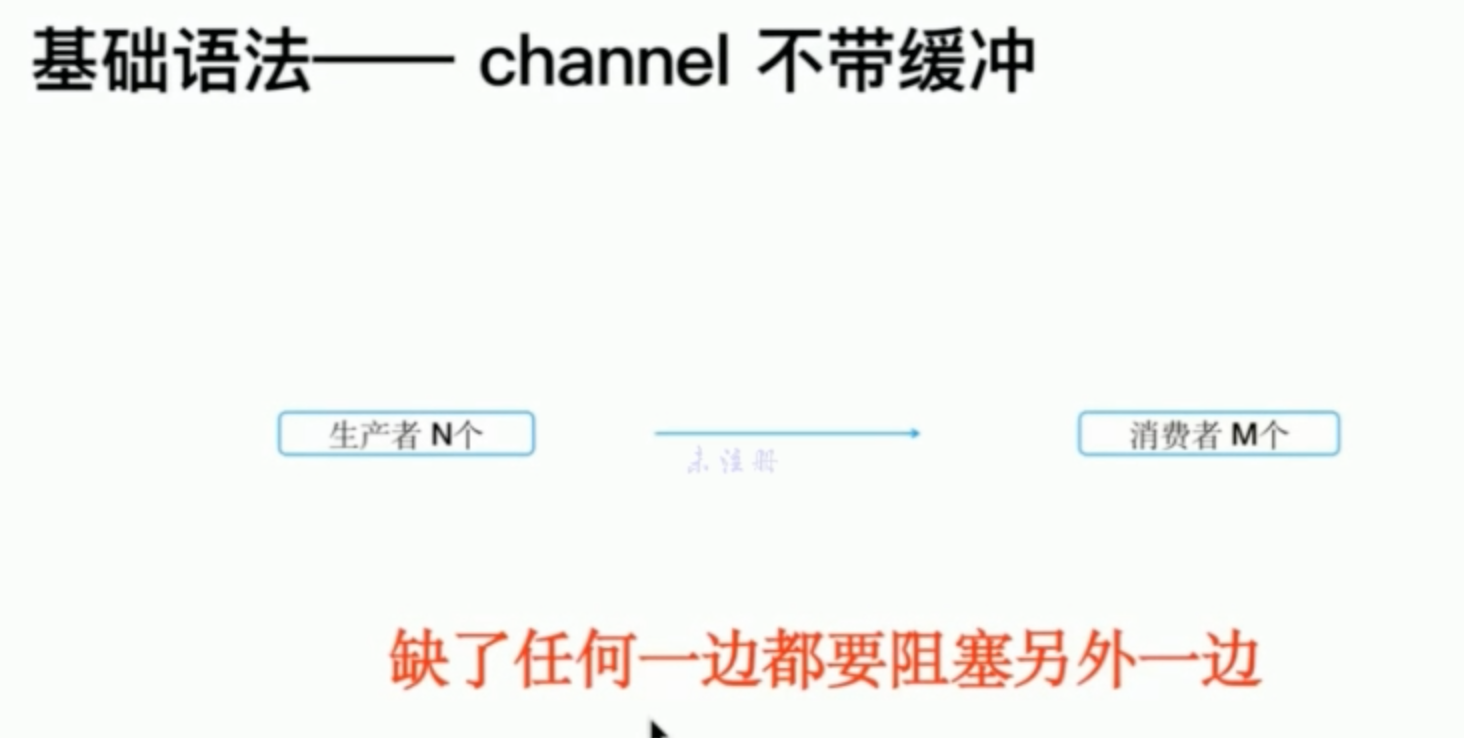 基础语法—— channel 不带缓冲
生产者 N个
消费者 M个
未注册
缺了任何一边都要阻塞另外一边